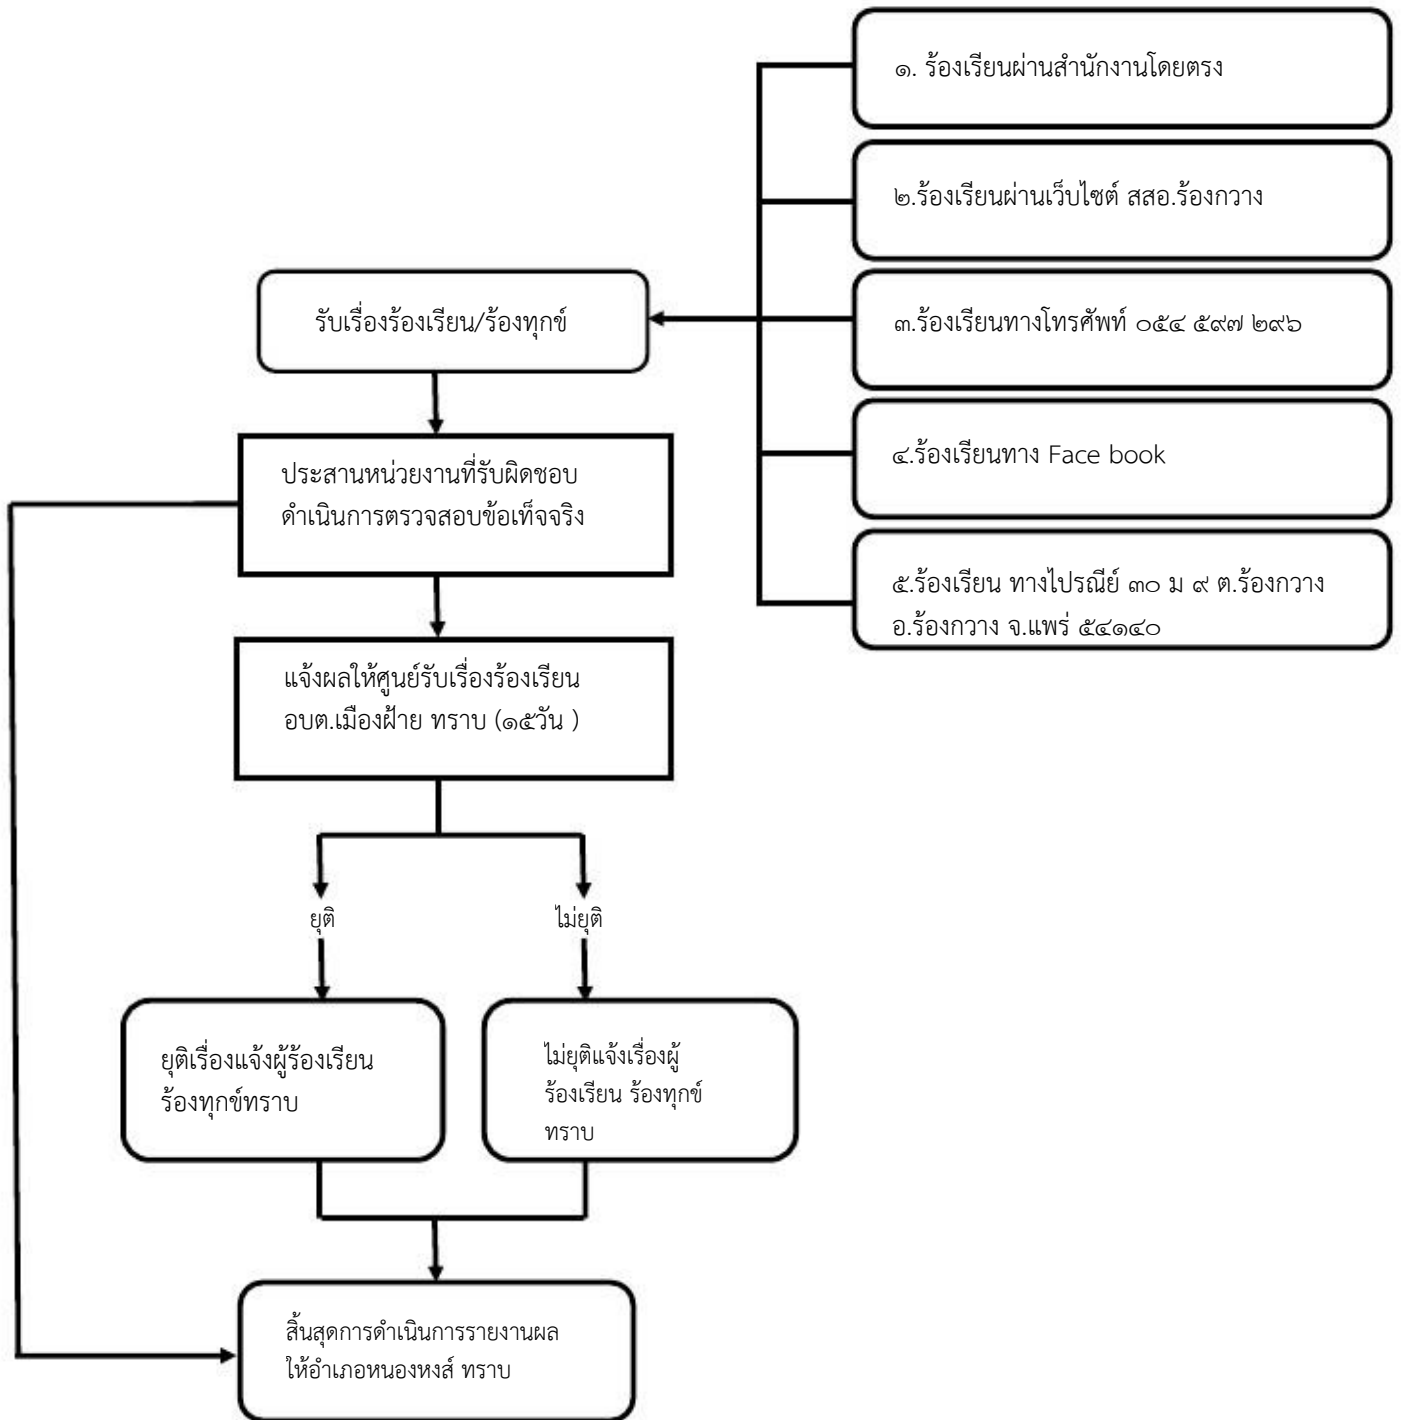 ๑. ร้องเรียนผ่านสำนักงานโดยตรง
๒.ร้องเรียนผ่านเว็บไซต์ สสอ.ร้องกวาง
รับเรื่องร้องเรียน/ร้องทุกข์
๓.ร้องเรียนทางโทรศัพท์ ๐๕๔ ๕๙๗ ๒๙๖
๔.ร้องเรียนทาง Face book
ประสานหน่วยงานที่รับผิดชอบ
ดำเนินการตรวจสอบข้อเท็จจริง
๕.ร้องเรียน ทางไปรณีย์ ๓๐ ม ๙ ต.ร้องกวาง
อ.ร้องกวาง จ.แพร่ ๕๔๑๔๐
แจ้งผลให้ศูนย์รับเรื่องร้องเรียน
อบต.เมืองฝ้าย ทราบ (๑๕วัน )
ยุติ
ไม่ยุติ
ยุติเรื่องแจ้งผู้ร้องเรียน
ร้องทุกข์ทราบ
ไม่ยุติแจ้งเรื่องผู้
ร้องเรียน ร้องทุกข์
ทราบ
สิ้นสุดการดำเนินการรายงานผล
ให้อำเภอหนองหงส์ ทราบ